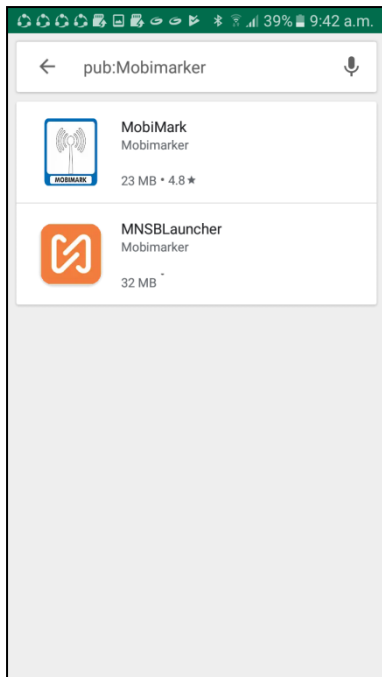 39% 9:42 a.m.
pub:Mobimarker
MobiMark
Mobimarker
MOBIMARK
23 MB • 4.8★
MNSBLauncher
Mobimarker
32 MB